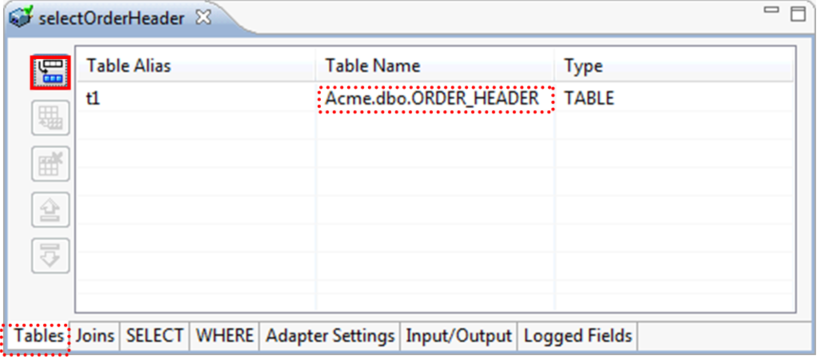 selectOrderHeader
Table Alias Table Name Type
t1 Acme.dbo.ORDER_HEADER TABLE
Tables Joins SELECT WHERE Adapter Settings Input/Output Logged Fields